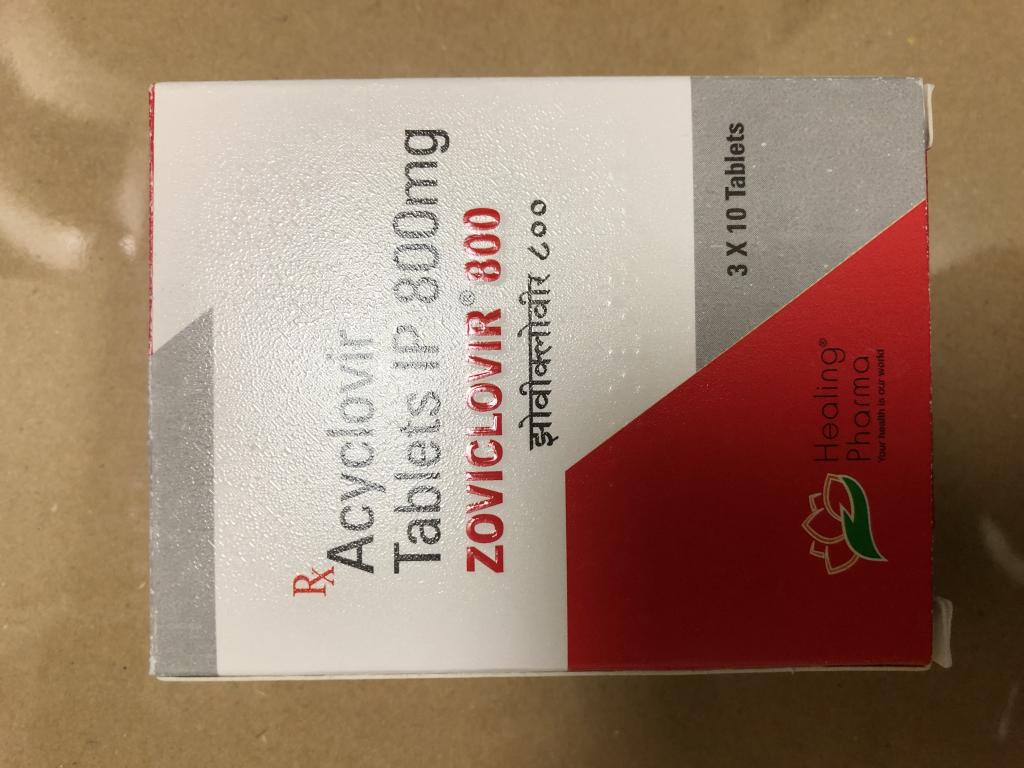 Rx
Acyclovir
Tablets IP 800mg
ZOVICLOVIR® 800
झोवीक्लोवीर ८००
3 X 10 Tablets
Healing®
Pharma
Your health is our world